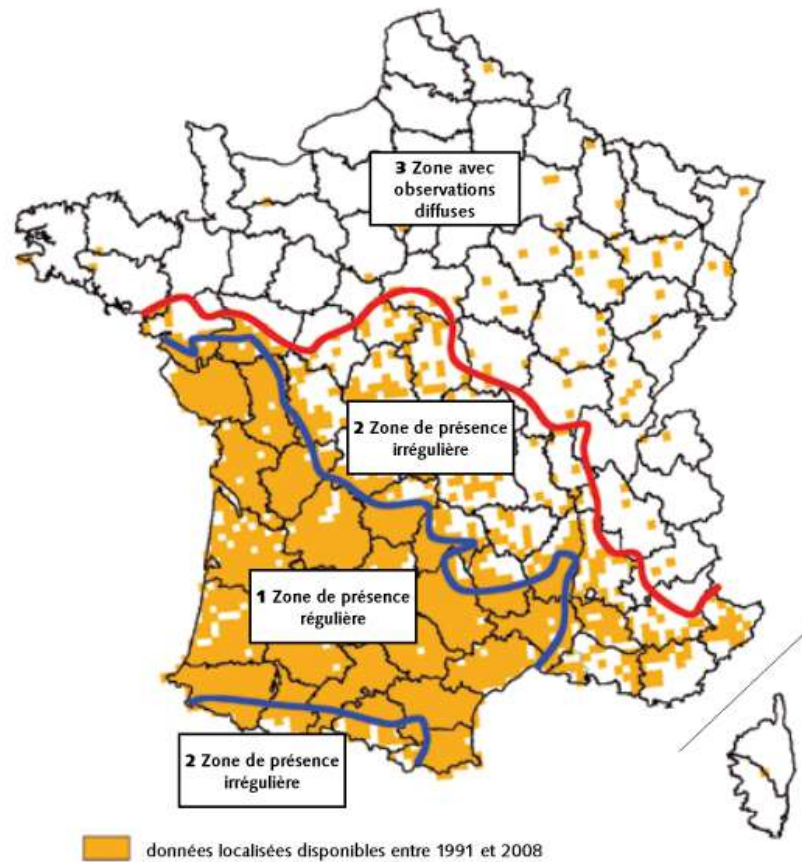 3 Zone avec
observations
diffuses
2 Zone de présence
irrégulière
1 Zone de présence
régulière
2 Zone de présence
irrégulière
données localisées disponibles entre 1991 et 2008